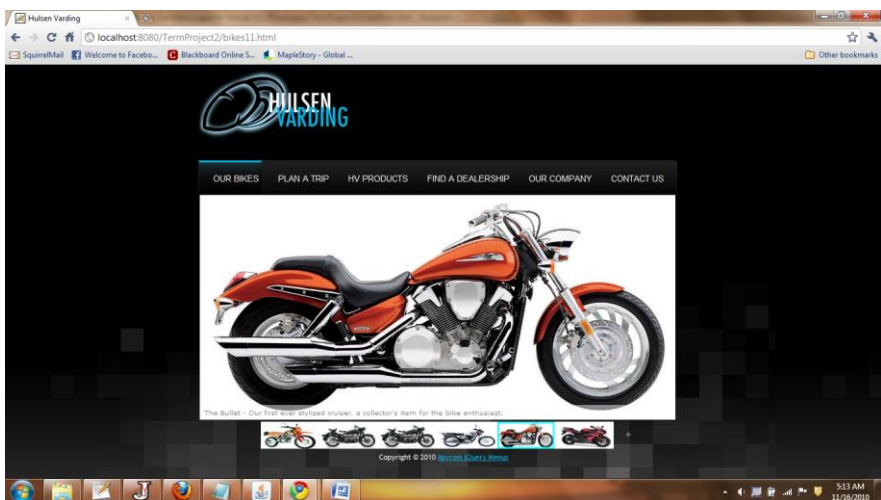 Hulsen Varding
localhost:8080/TermProject2/bikes11.html
SquirrelMail Welcome to Facebo... Blackboard Online S... MapleStory - Global ... Other bookmarks
HULSEN
VARDING
OUR BIKES PLAN A TRIP HV PRODUCTS FIND A DEALERSHIP OUR COMPANY CONTACT US
The Bullet - Our first ever stylized cruiser, a collector's item for the bike enthusiast.
Copyright © 2010 Apycom jQuery Menus
5:13 AM
11/16/2010